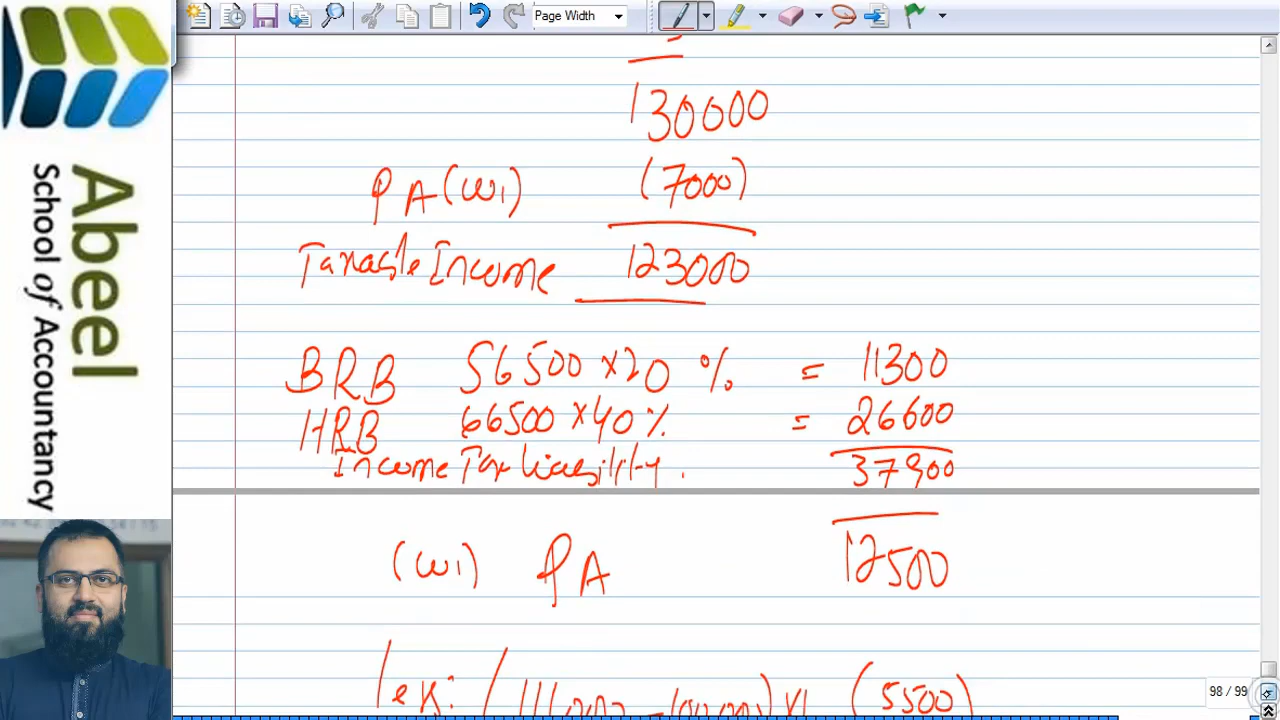 Page Width
130000
PA (W1) (7000)
Taxable Income 123000
BRB 56500 × 20 % = 11300
HRB 66500 × 40 % = 26600
Income Tax Liability. 37900
(W1) PA 12500
(5500)
98 / 99
Abeel
School of Accountancy